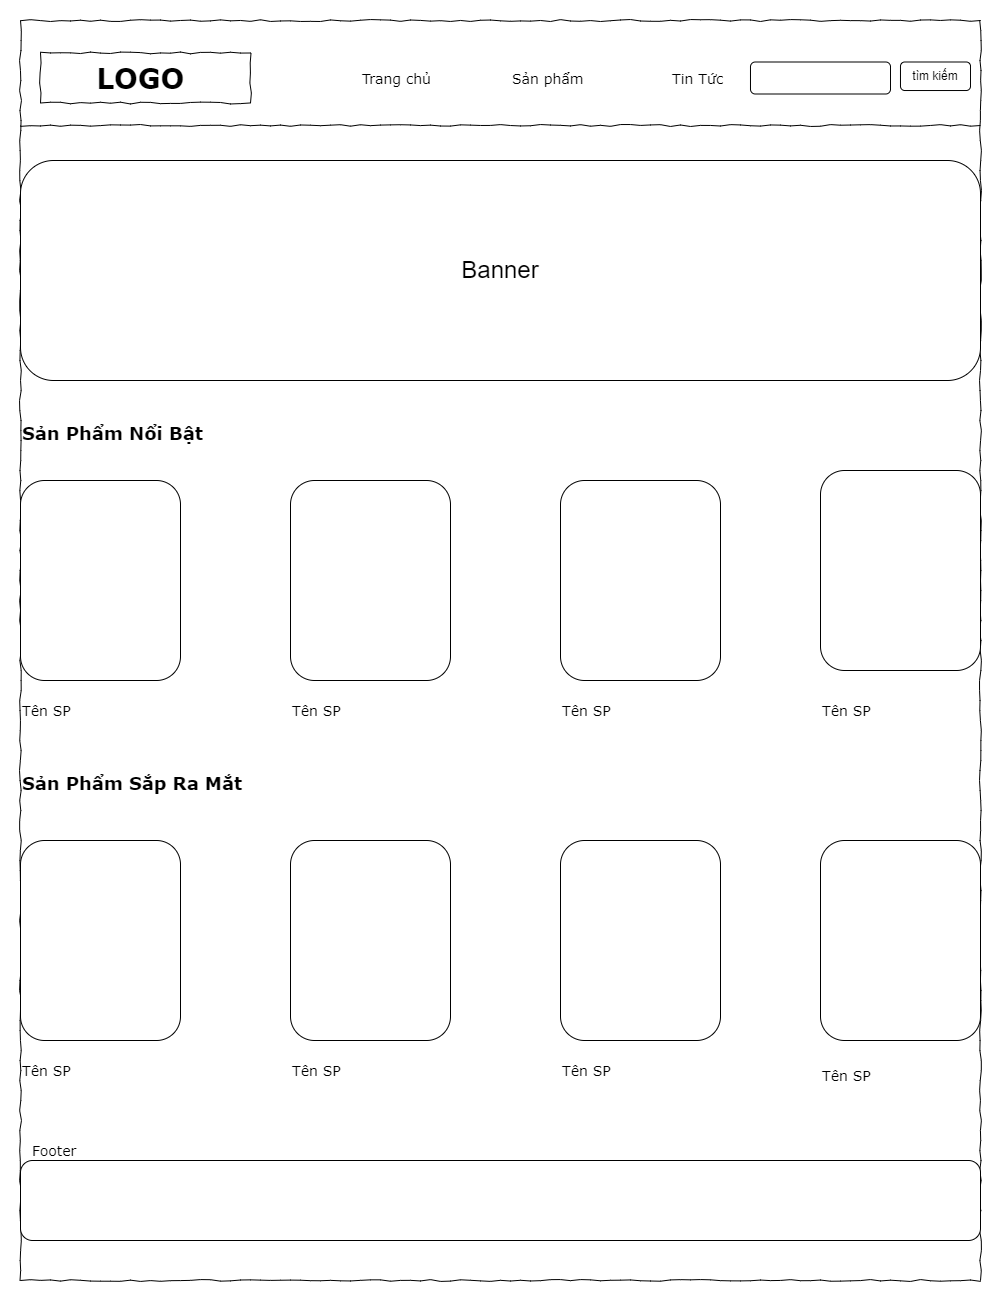 LOGO
Trang chủ
Sản phẩm
Tin Tức
tìm kiếm
Banner
Sản Phẩm Nổi Bật
Tên SP
Tên SP
Tên SP
Tên SP
Sản Phẩm Sắp Ra Mắt
Tên SP
Tên SP
Tên SP
Tên SP
Footer